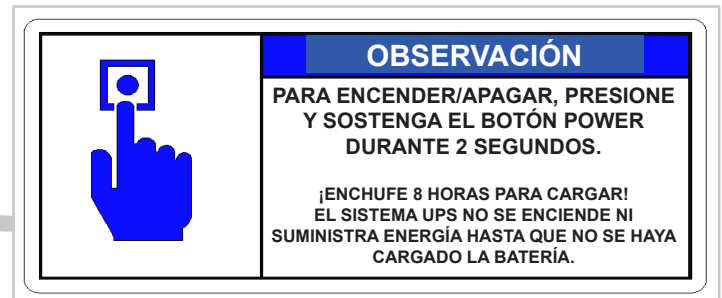 OBSERVACIÓN
PARA ENCENDER/APAGAR, PRESIONE
Y SOSTENGA EL BOTÓN POWER
DURANTE 2 SEGUNDOS.
¡ENCHUFE 8 HORAS PARA CARGAR!
EL SISTEMA UPS NO SE ENCIENDE NI
SUMINISTRA ENERGÍA HASTA QUE NO SE HAYA
CARGADO LA BATERÍA.